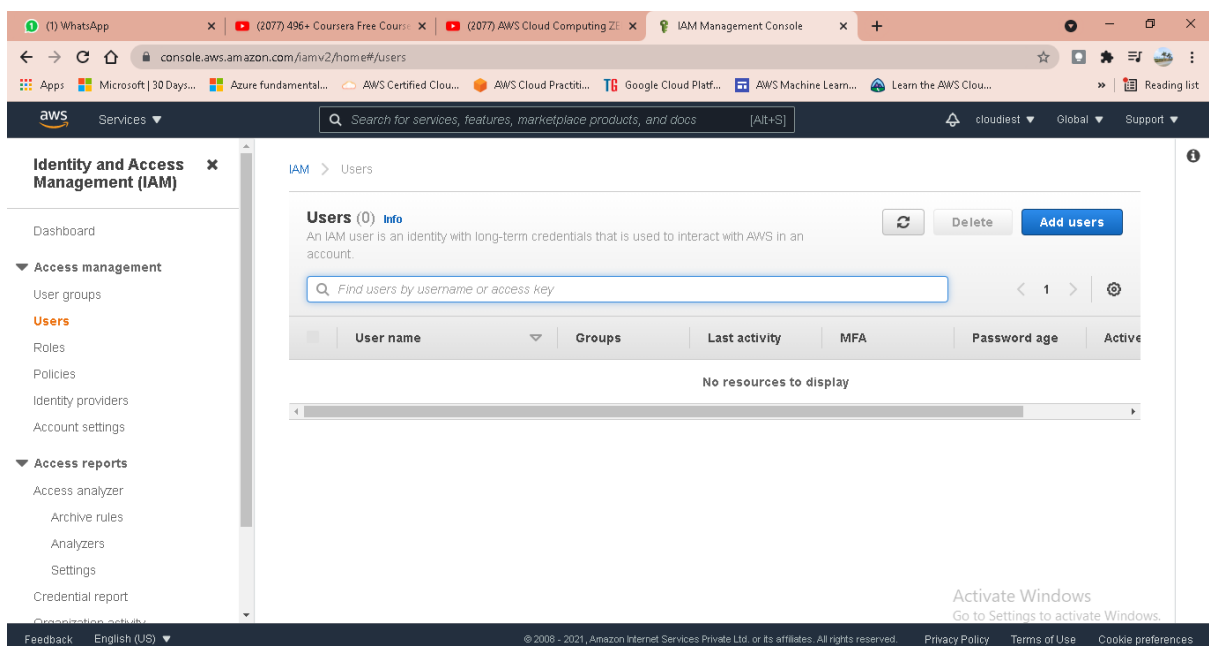 (1) WhatsApp
(2077) 496+ Coursera Free Course
(2077) AWS Cloud Computing ZE
IAM Management Console
console.aws.amazon.com/iamv2/home#/users
Apps
Microsoft | 30 Days...
Azure fundamental...
AWS Certified Clou...
AWS Cloud Practiti...
Google Cloud Platf...
AWS Machine Learn...
Learn the AWS Clou...
»
Reading list
aws
Services
Search for services, features, marketplace products, and docs
[Alt+S]
cloudiest
Global
Support
Identity and Access
Management (IAM)
Dashboard
Access management
User groups
Users
Roles
Policies
Identity providers
Account settings
Access reports
Access analyzer
Archive rules
Analyzers
Settings
Credential report
Organization activity
IAM > Users
Users (0) Info
An IAM user is an identity with long-term credentials that is used to interact with AWS in an
account.
Delete
Add users
Find users by username or access key
< 1 >
User name
Groups
Last activity
MFA
Password age
Active
No resources to display
Activate Windows
Go to Settings to activate Windows.
Feedback
English (US)
© 2008 - 2021, Amazon Internet Services Private Ltd. or its affiliates. All rights reserved.
Privacy Policy
Terms of Use
Cookie preferences